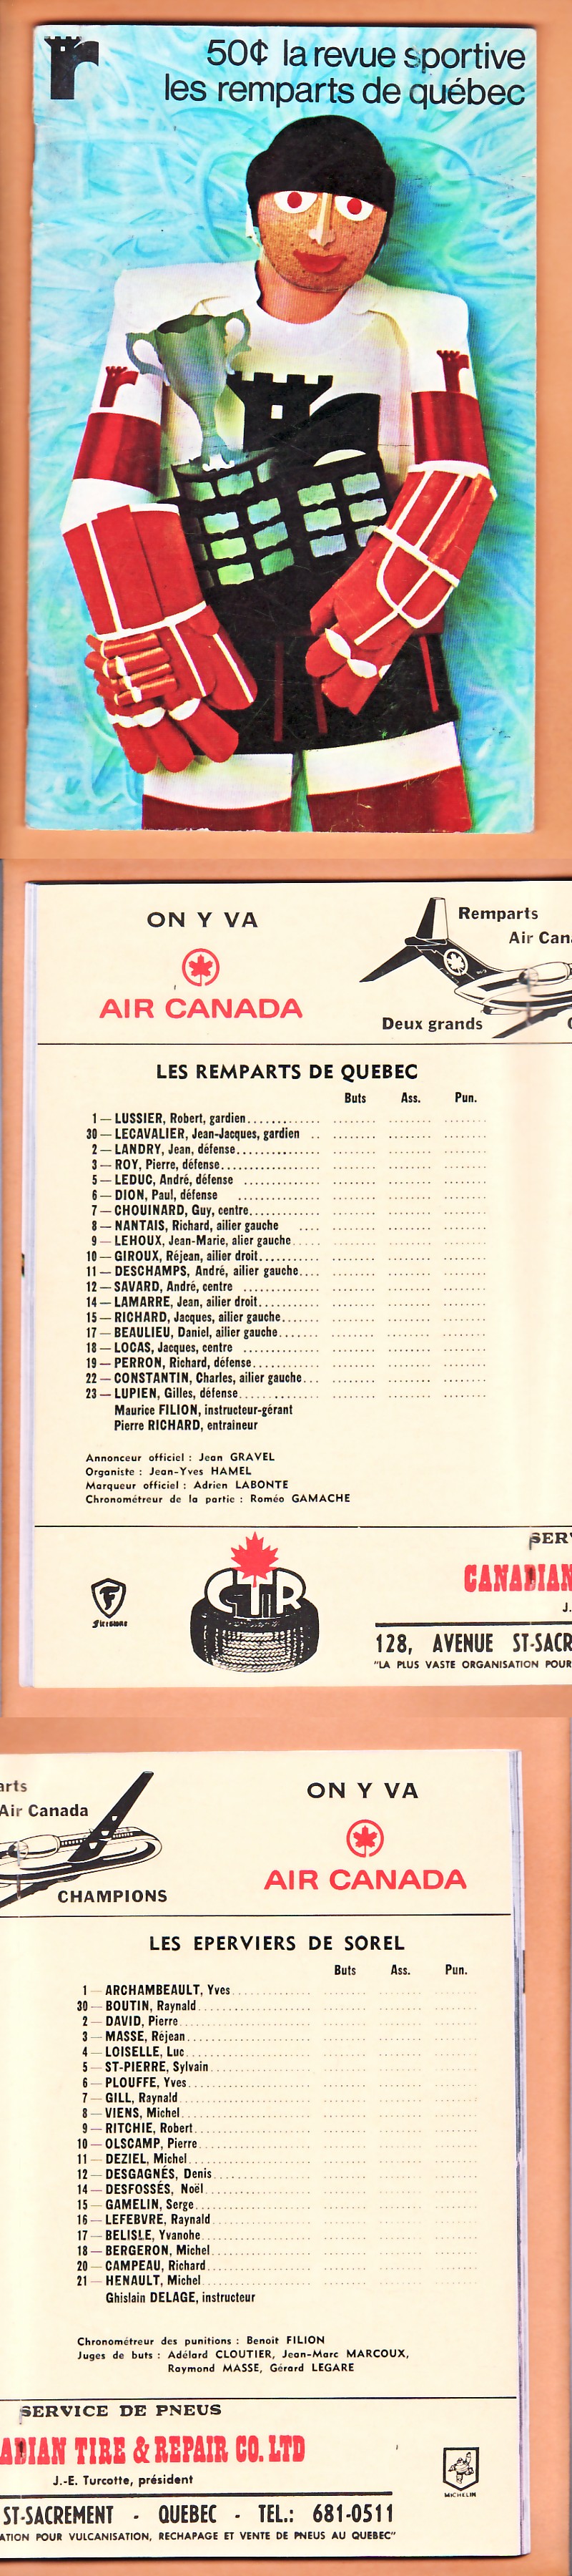 r
50¢ la revue sportive
les remparts de québec
ON Y VA
AIR CANADA
Remparts
Air Can
Deux grands
LES REMPARTS DE QUEBEC
Buts Ass. Pun.
1 — LUSSIER, Robert, gardien
30 — LECAVALIER, Jean-Jacques, gardien
2 — LANDRY, Jean, défense
3 — ROY, Pierre, défense
5 — LEDUC, André, défense
6 — DION, Paul, défense
7 — CHOUINARD, Guy, centre
8 — NANTAIS, Richard, ailier gauche
9 — LEHOUX, Jean-Marie, alier gauche
10 — GIROUX, Réjean, ailier droit
11 — DESCHAMPS, André, ailier gauche
12 — SAVARD, André, centre
14 — LAMARRE, Jean, ailier droit
15 — RICHARD, Jacques, ailier gauche
17 — BEAULIEU, Daniel, ailier gauche
18 — LOCAS, Jacques, centre
19 — PERRON, Richard, défense
22 — CONSTANTIN, Charles, ailier gauche
23 — LUPIEN, Gilles, défense
Maurice FILION, instructeur-gérant
Pierre RICHARD, entraineur
Annonceur officiel : Jean GRAVEL
Organiste : Jean-Yves HAMEL
Marqueur officiel : Adrien LABONTE
Chronométreur de la partie : Roméo GAMACHE
F
Firestone
CTR
SERV
CANADIAN
J.
128, AVENUE ST-SACR
"LA PLUS VASTE ORGANISATION POUR
arts
Air Canada
CHAMPIONS
ON Y VA
AIR CANADA
LES EPERVIERS DE SOREL
Buts Ass. Pun.
1 — ARCHAMBEAULT, Yves
30 — BOUTIN, Raynald
2 — DAVID, Pierre
3 — MASSE, Réjean
4 — LOISELLE, Luc
5 — ST-PIERRE, Sylvain
6 — PLOUFFE, Yves
7 — GILL, Raynald
8 — VIENS, Michel
9 — RITCHIE, Robert
10 — OLSCAMP, Pierre
11 — DEZIEL, Michel
12 — DESGAGNÉS, Denis
14 — DESFOSSÉS, Noël
15 — GAMELIN, Serge
16 — LEFEBVRE, Raynald
17 — BELISLE, Yvanohe
18 — BERGERON, Michel
20 — CAMPEAU, Richard
21 — HENAULT, Michel
Ghislain DELAGE, instructeur
Chronométreur des punitions : Benoit FILION
Juges de buts : Adélard CLOUTIER, Jean-Marc MARCOUX,
Raymond MASSE, Gérard LEGARE
SERVICE DE PNEUS
ADIAN TIRE & REPAIR CO. LTD
J.-E. Turcotte, président
MICHELIN
ST-SACREMENT - QUEBEC - TEL.: 681-0511
ATION POUR VULCANISATION, RECHAPAGE ET VENTE DE PNEUS AU QUEBEC"